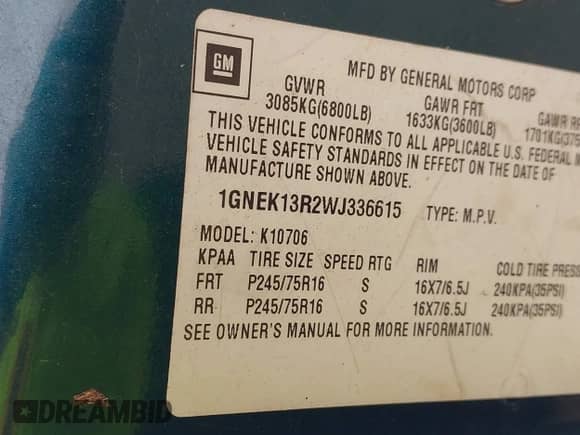 GM
MFD BY GENERAL MOTORS CORP
GVWR GAWR FRT GAWR
3085KG(6800LB) 1633KG(3600LB) 1701KG
THIS VEHICLE CONFORMS TO ALL APPLICABLE U.S. FEDERAL
VEHICLE SAFETY STANDARDS IN EFFECT ON THE DATE OF
MANUFACTURE SHOWN ABOVE.
1GNEK13R2WJ336615 TYPE: M.P.V.
MODEL: K10706
KPAA TIRE SIZE SPEED RTG RIM COLD TIRE PRESS
FRT P245/75R16 S 16X7/6.5J 240KPA(35PSI)
RR P245/75R16 S 16X7/6.5J 240KPA(35PSI)
SEE OWNER'S MANUAL FOR MORE INFORMATION.
DREAMBID